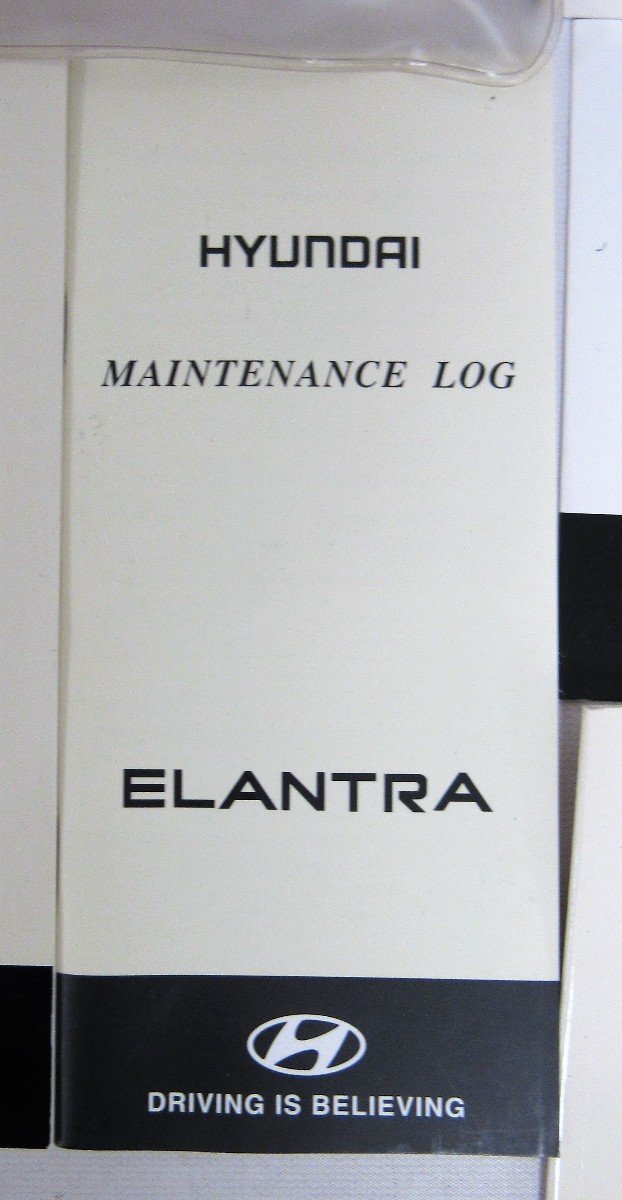 HYUNDAI
MAINTENANCE LOG
ELANTRA
DRIVING IS BELIEVING